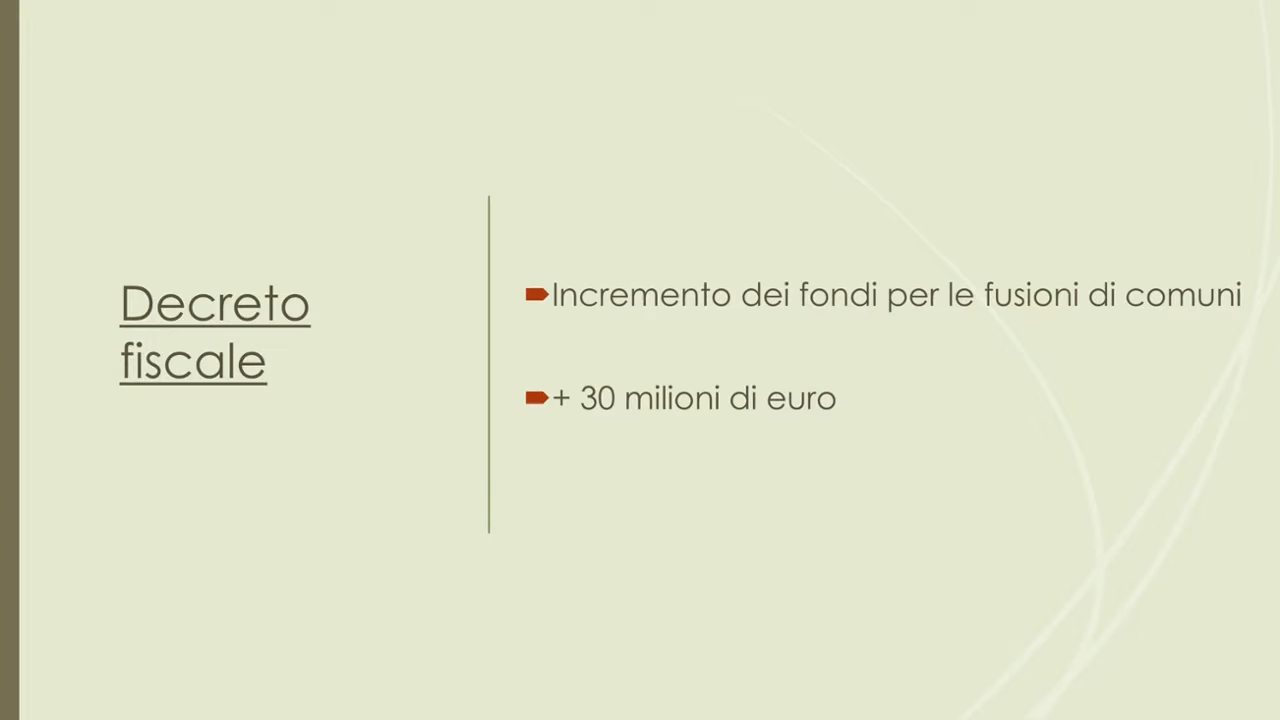 Decreto
fiscale
Incremento dei fondi per le fusioni di comuni
+ 30 milioni di euro